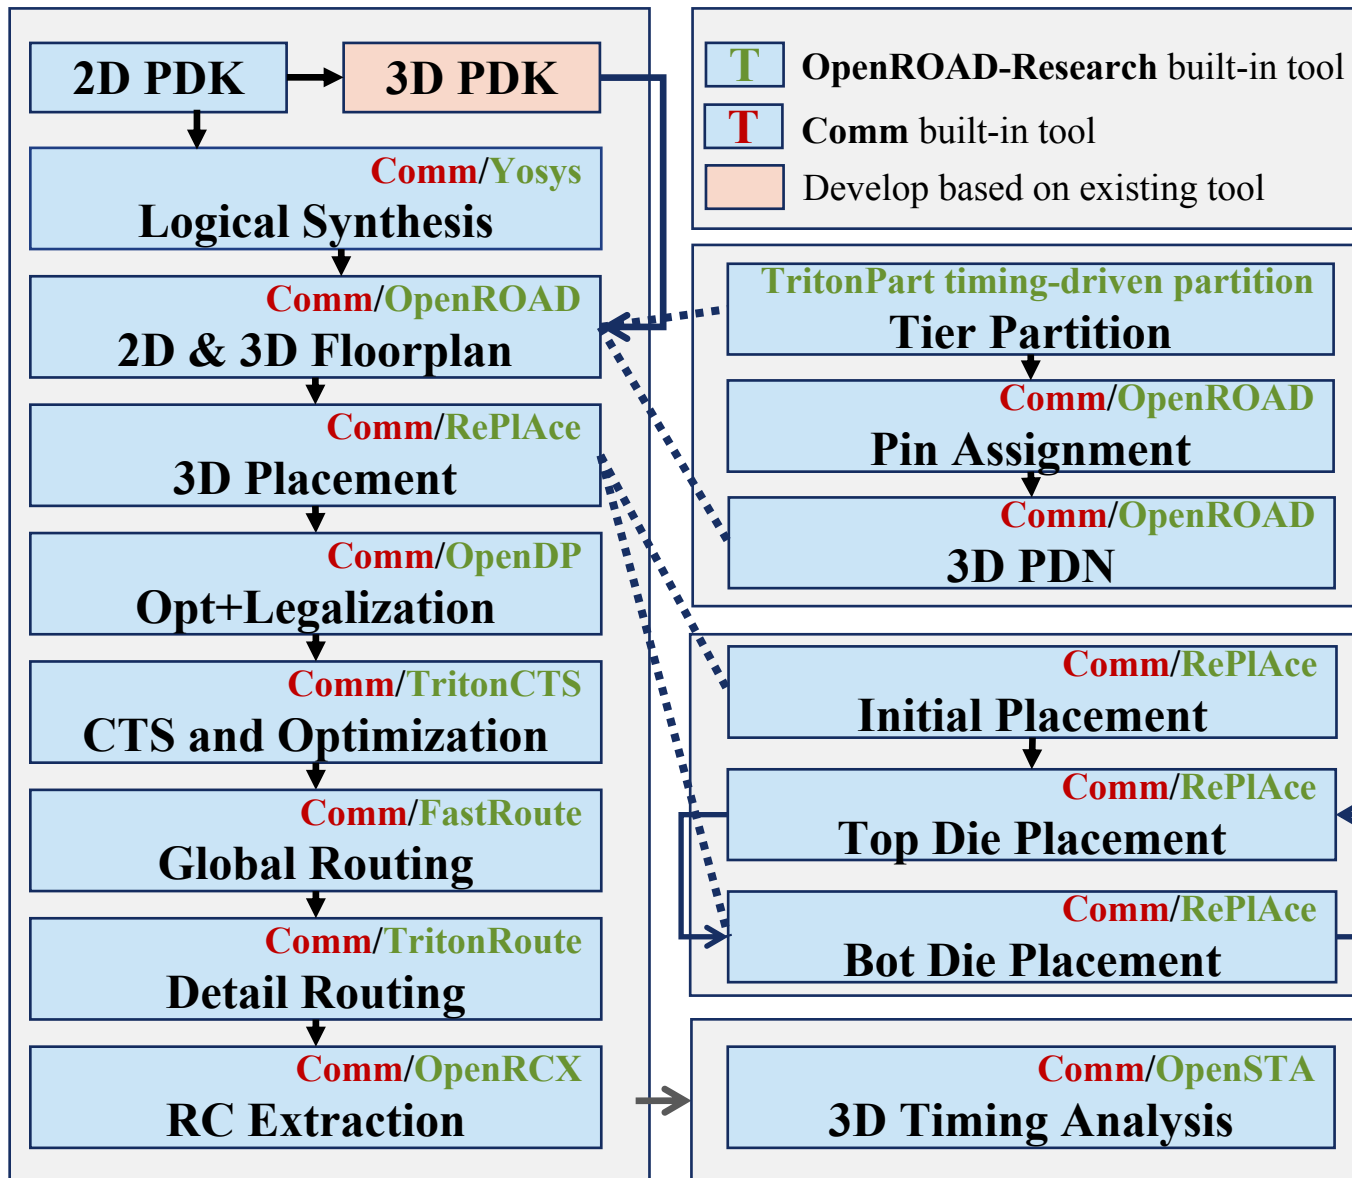 2D PDK
3D PDK
Comm/Yosys
Logical Synthesis
Comm/OpenROAD
2D & 3D Floorplan
Comm/RePlAce
3D Placement
Comm/OpenDP
Opt+Legalization
Comm/TritonCTS
CTS and Optimization
Comm/FastRoute
Global Routing
Comm/TritonRoute
Detail Routing
Comm/OpenRCX
RC Extraction
T OpenROAD-Research built-in tool
T Comm built-in tool
Develop based on existing tool
TritonPart timing-driven partition
Tier Partition
Comm/OpenROAD
Pin Assignment
Comm/OpenROAD
3D PDN
Comm/RePlAce
Initial Placement
Comm/RePlAce
Top Die Placement
Comm/RePlAce
Bot Die Placement
Comm/OpenSTA
3D Timing Analysis